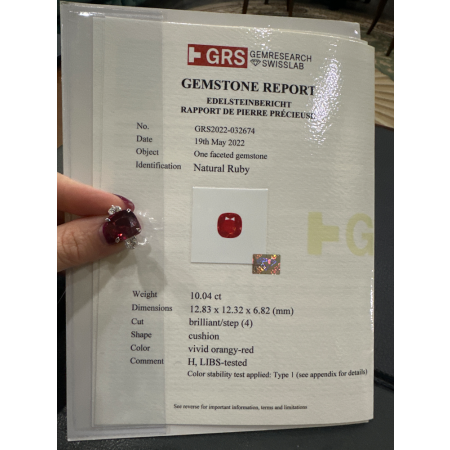 GRS GEMRESEARCH
SWISSLAB
GEMSTONE REPORT
EDELSTEINBERICHT
RAPPORT DE PIERRE PRÉCIEUSE
No. GRS2022-032674
Date 19th May 2022
Object One faceted gemstone
Identification Natural Ruby
GR
Weight 10.04 ct
Dimensions 12.83 x 12.32 x 6.82 (mm)
Cut brilliant/step (4)
Shape cushion
Color vivid orangy-red
Comment H, LIBS-tested
Color stability test applied: Type 1 (see appendix for details)
See reverse for important information, terms and limitations